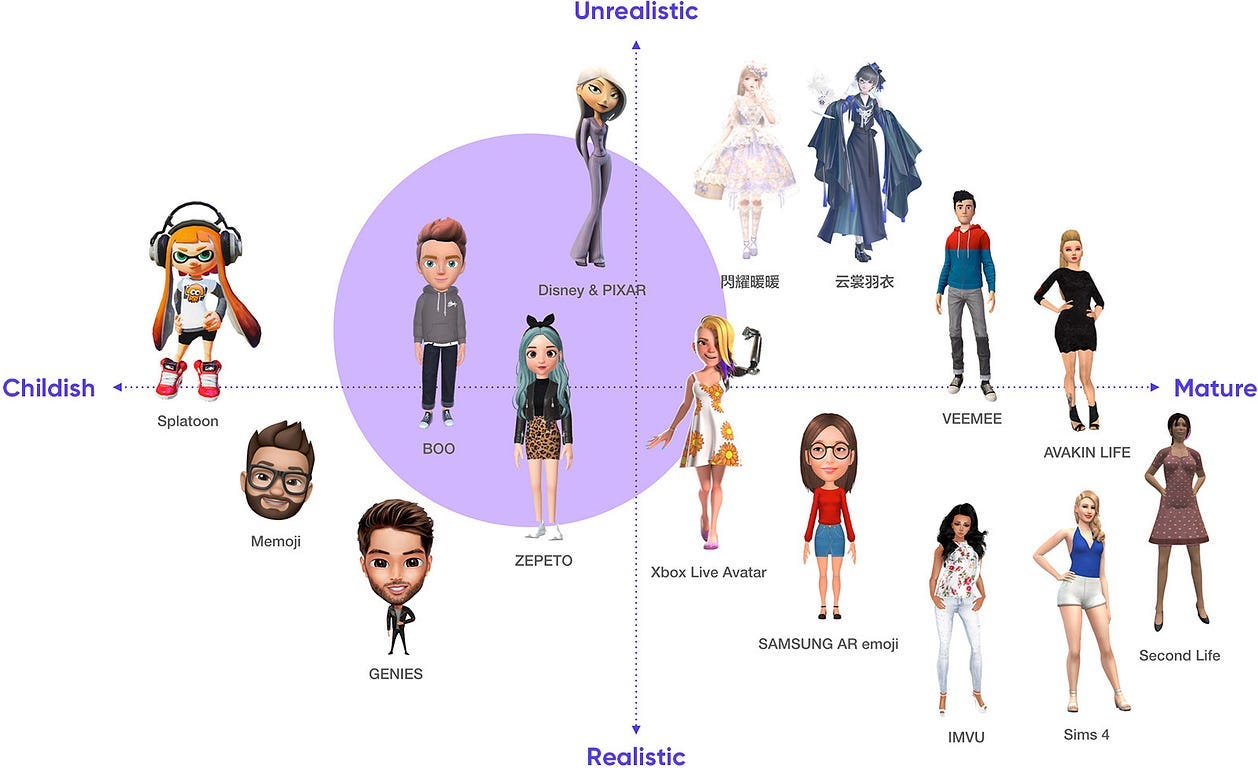 Unrealistic
Disney & PIXAR
閃耀暖暖
云裳羽衣
Childish
Mature
Splatoon
BOO
VEEMEE
AVAKIN LIFE
Memoji
ZEPETO
Xbox Live Avatar
SAMSUNG AR emoji
Second Life
GENIES
IMVU
Sims 4
Realistic